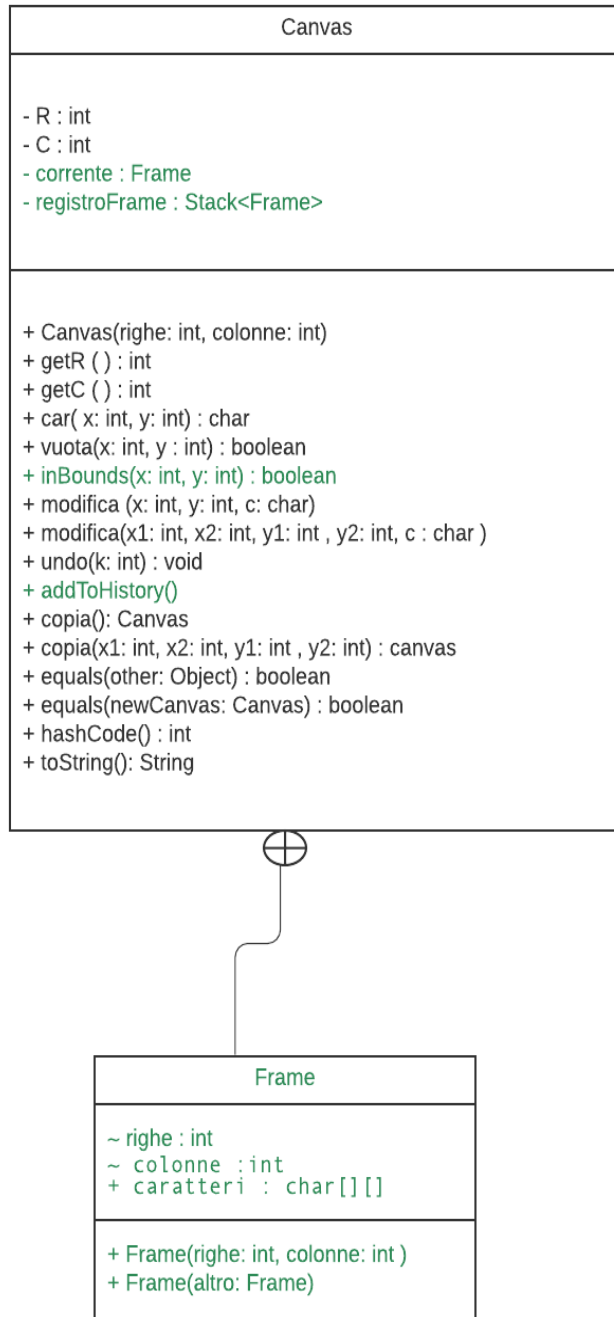 Canvas
- R : int
- C : int
- corrente : Frame
- registroFrame : Stack<Frame>
+ Canvas(righe: int, colonne: int)
+ getR ( ) : int
+ getC ( ) : int
+ car( x: int, y: int) : char
+ vuota(x: int, y : int) : boolean
+ inBounds(x: int, y: int) : boolean
+ modifica (x: int, y: int, c: char)
+ modifica(x1: int, x2: int, y1: int , y2: int, c : char )
+ undo(k: int) : void
+ addToHistory()
+ copia(): Canvas
+ copia(x1: int, x2: int, y1: int , y2: int) : canvas
+ equals(other: Object) : boolean
+ equals(newCanvas: Canvas) : boolean
+ hashCode() : int
+ toString(): String
Frame
~ righe : int
~ colonne :int
+ caratteri : char[][]
+ Frame(righe: int, colonne: int )
+ Frame(altro: Frame)